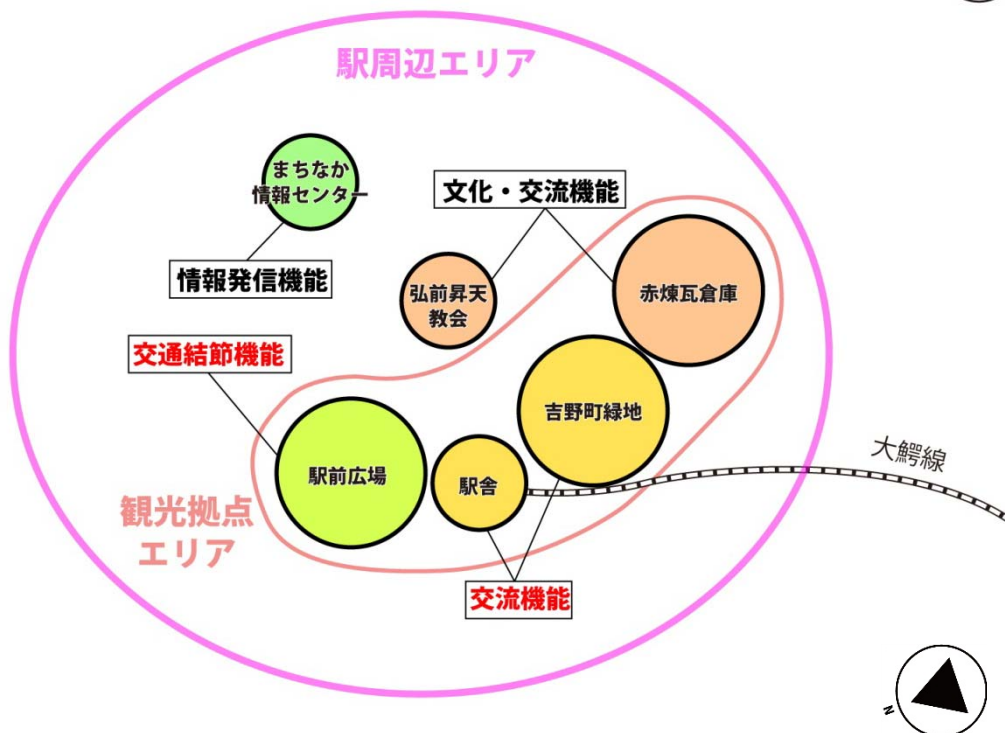 駅周辺エリア
まちなか
情報センター
文化・交流機能
情報発信機能
弘前昇天
教会
赤煉瓦倉庫
交通結節機能
吉野町緑地
大鰐線
駅前広場
駅舎
観光拠点
エリア
交流機能
N